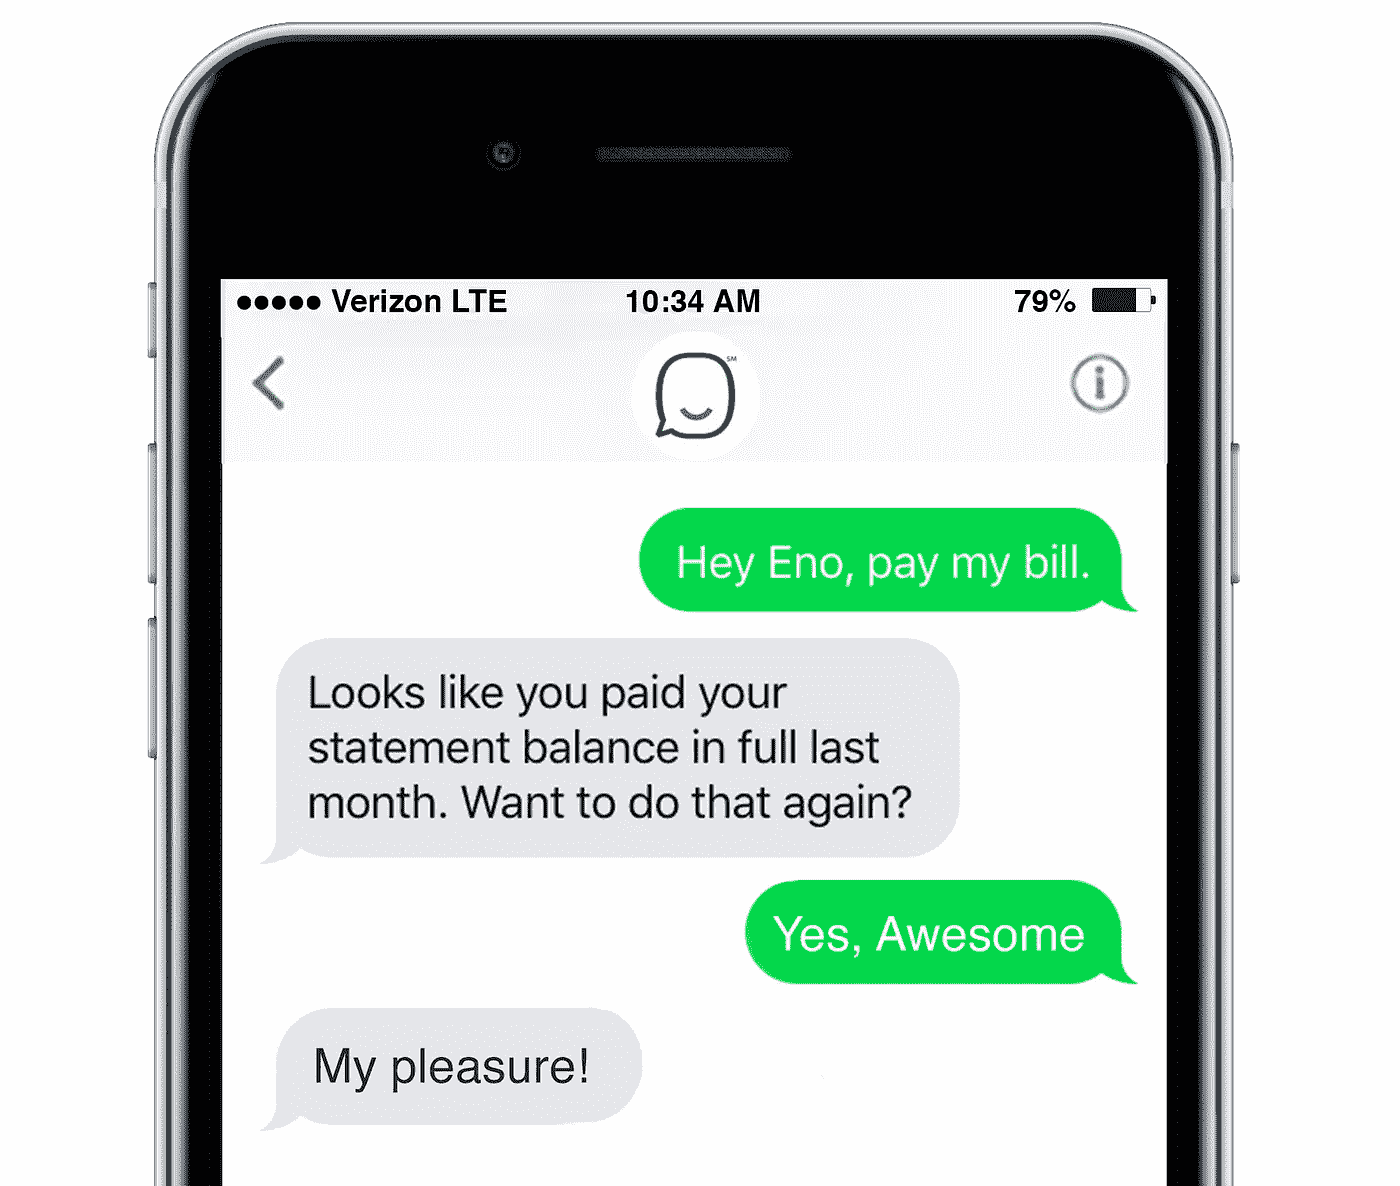 ●●●●● Verizon LTE 10:34 AM 79%
SM
Hey Eno, pay my bill.
Looks like you paid your
statement balance in full last
month. Want to do that again?
Yes, Awesome
My pleasure!